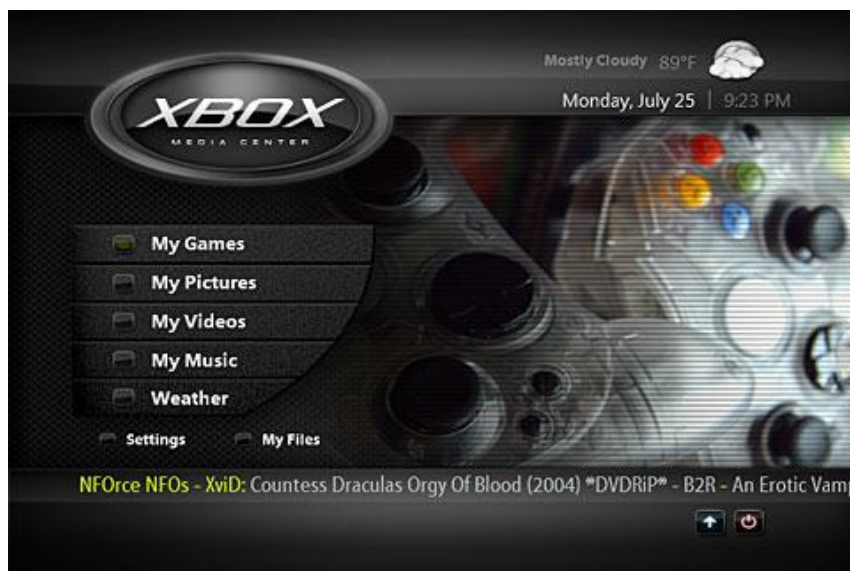 Mostly Cloudy 89°F
Monday, July 25 | 9:23 PM
XBOX
MEDIA CENTER
My Games
My Pictures
My Videos
My Music
Weather
Settings My Files
NFOrce NFOs - XviD: Countess Draculas Orgy Of Blood (2004) *DVDRiP* - B2R - An Erotic Vamp